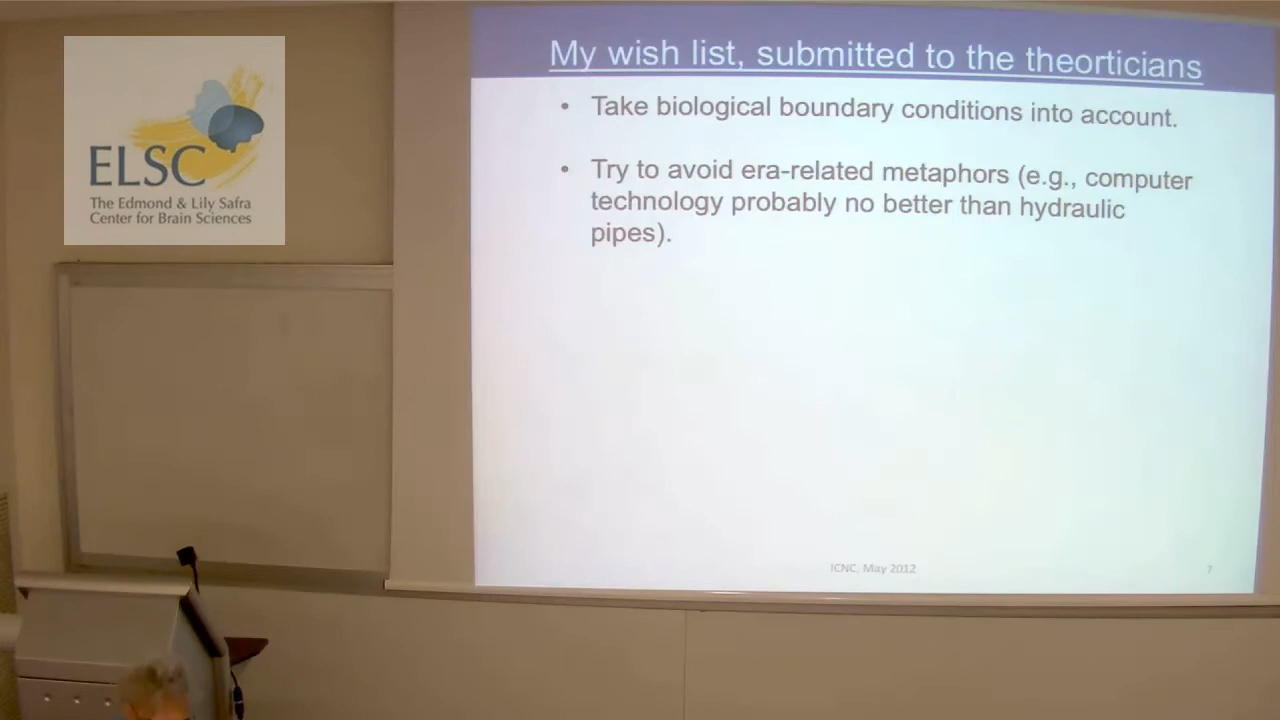 ELSC
The Edmond & Lily Safra
Center for Brain Sciences
My wish list, submitted to the theorticians
• Take biological boundary conditions into account.
• Try to avoid era-related metaphors (e.g., computer
technology probably no better than hydraulic
pipes).
ICNC, May 2012
7